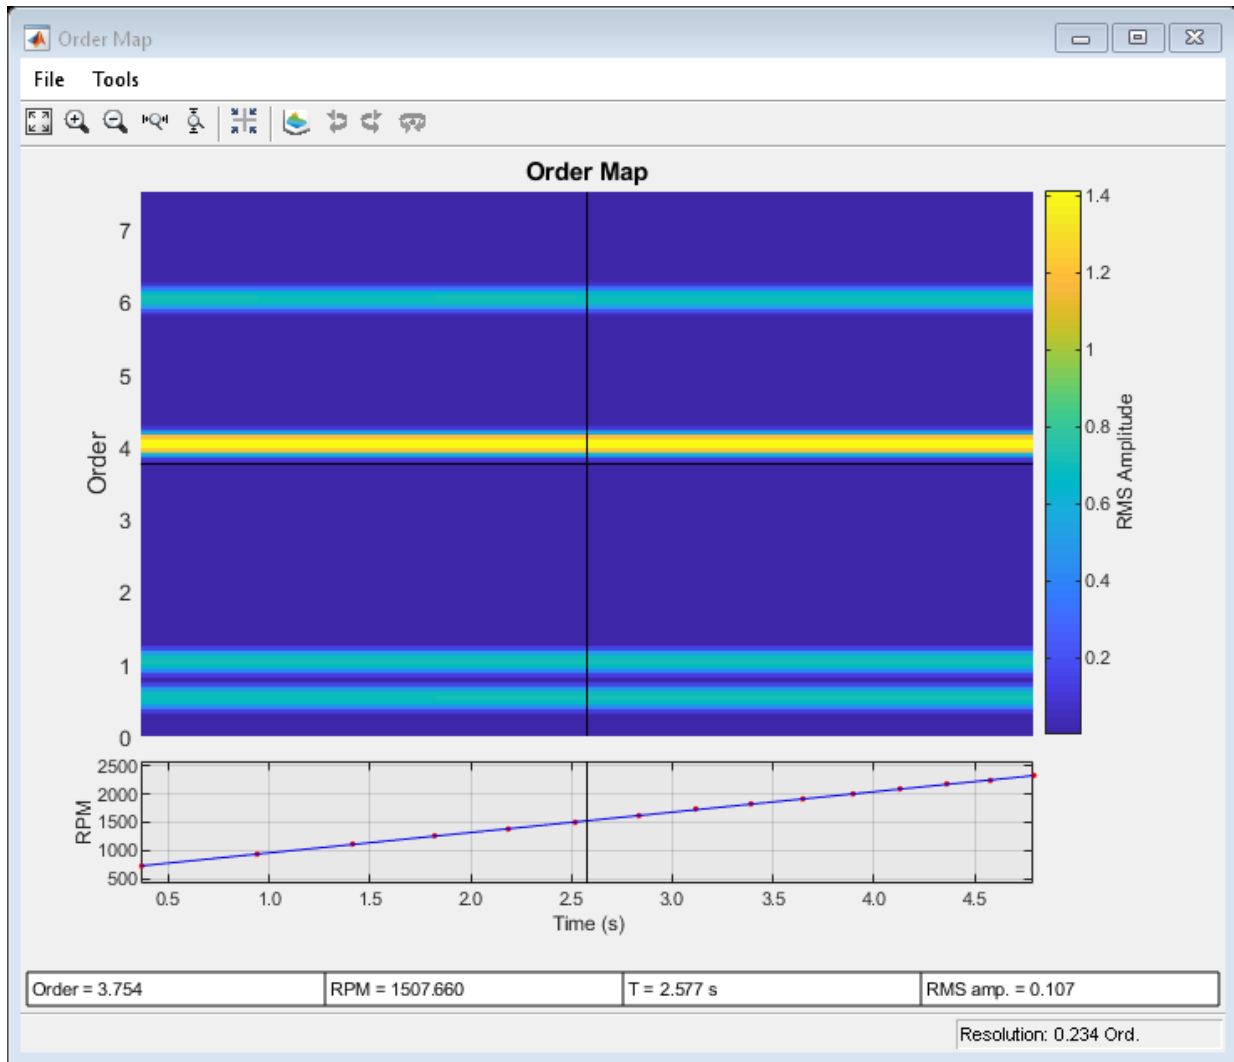 Order Map
File Tools
Order Map
7
6
5
4
3
2
1
0
Order
1.4
1.2
1
0.8
0.6
0.4
0.2
RMS Amplitude
2500
2000
1500
1000
500
RPM
0.5 1.0 1.5 2.0 2.5 3.0 3.5 4.0 4.5
Time (s)
Order = 3.754 RPM = 1507.660 T = 2.577 s RMS amp. = 0.107
Resolution: 0.234 Ord.